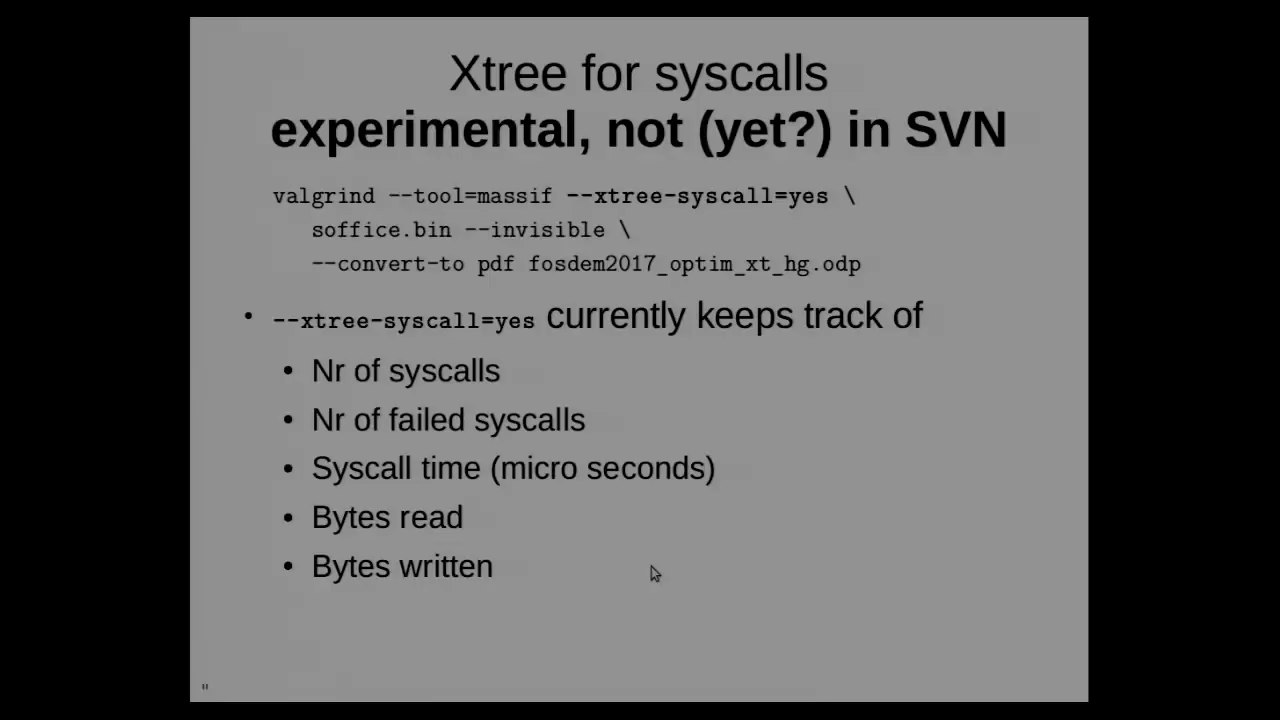 Xtree for syscalls
experimental, not (yet?) in SVN
valgrind --tool=massif --xtree-syscall=yes \
soffice.bin --invisible \
--convert-to pdf fosdem2017_optim_xt_hg.odp
• --xtree-syscall=yes currently keeps track of
• Nr of syscalls
• Nr of failed syscalls
• Syscall time (micro seconds)
• Bytes read
• Bytes written
"